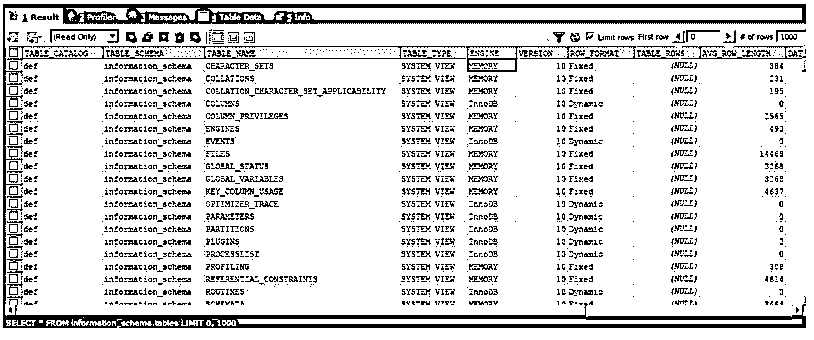 1 Result 2 Profiler 3 Messages Table Data 5 Info
(Read Only) Limit rows First row 0 # of rows 1000
TABLE_CATALOG TABLE_SCHEMA TABLE_NAME TABLE_TYPE ENGINE VERSION ROW_FORMAT TABLE_ROWS AVG_ROW_LENGTH DAT
def information_schema CHARACTER_SETS SYSTEM VIEW MEMORY 10 Fixed (NULL) 384
def information_schema COLLATIONS SYSTEM VIEW MEMORY 10 Fixed (NULL) 231
def information_schema COLLATION_CHARACTER_SET_APPLICABILITY SYSTEM VIEW MEMORY 10 Fixed (NULL) 195
def information_schema COLUMNS SYSTEM VIEW InnoDB 10 Dynamic (NULL) 0
def information_schema COLUMN_PRIVILEGES SYSTEM VIEW MEMORY 10 Fixed (NULL) 2565
def information_schema ENGINES SYSTEM VIEW MEMORY 10 Fixed (NULL) 490
def information_schema EVENTS SYSTEM VIEW InnoDB 10 Dynamic (NULL) 0
def information_schema FILES SYSTEM VIEW MEMORY 10 Fixed (NULL)
def information_schema GLOBAL_STATUS SYSTEM VIEW MEMORY 10 Fixed (NULL) 3268
def information_schema GLOBAL_VARIABLES SYSTEM VIEW MEMORY 10 Fixed (NULL) 3268
def information_schema KEY_COLUMN_USAGE SYSTEM VIEW MEMORY 10 Fixed (NULL) 4637
def information_schema OPTIMIZER_TRACE SYSTEM VIEW InnoDB 10 Dynamic (NULL) 0
def information_schema PARAMETERS SYSTEM VIEW InnoDB 10 Dynamic (NULL) 0
def information_schema PARTITIONS SYSTEM VIEW InnoDB 10 Dynamic (NULL) 0
def information_schema PLUGINS SYSTEM VIEW InnoDB 10 Dynamic (NULL) 0
def information_schema PROCESSLIST SYSTEM VIEW InnoDB 10 Dynamic (NULL) 0
def information_schema PROFILING SYSTEM VIEW MEMORY 10 Fixed (NULL) 308
def information_schema REFERENTIAL_CONSTRAINTS SYSTEM VIEW MEMORY 10 Fixed (NULL) 4814
def information_schema ROUTINES SYSTEM VIEW InnoDB 10 Dynamic (NULL) 0
def information_schema SCHEMATA SYSTEM VIEW MEMORY 10 Fixed (NULL)
SELECT * FROM information_schema.tables LIMIT 0, 1000